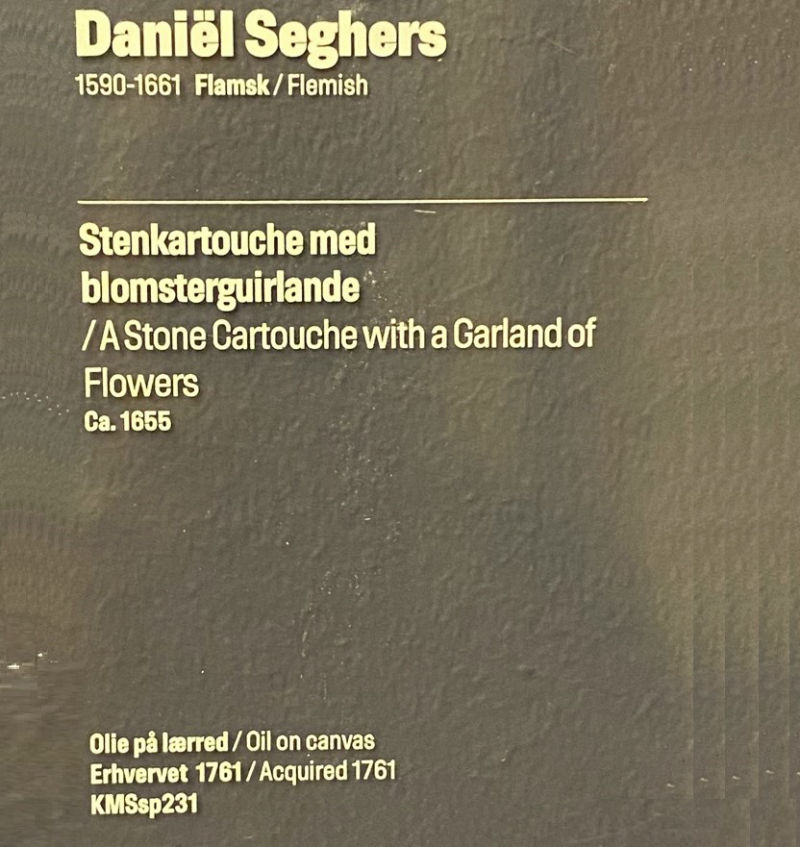 Daniël Seghers
1590-1661 Flamsk / Flemish
Stenkartouche med
blomsterguirlande
/ A Stone Cartouche with a Garland of
Flowers
Ca. 1655
Olie på lærred / Oil on canvas
Erhvervet 1761 / Acquired 1761
KMSsp231